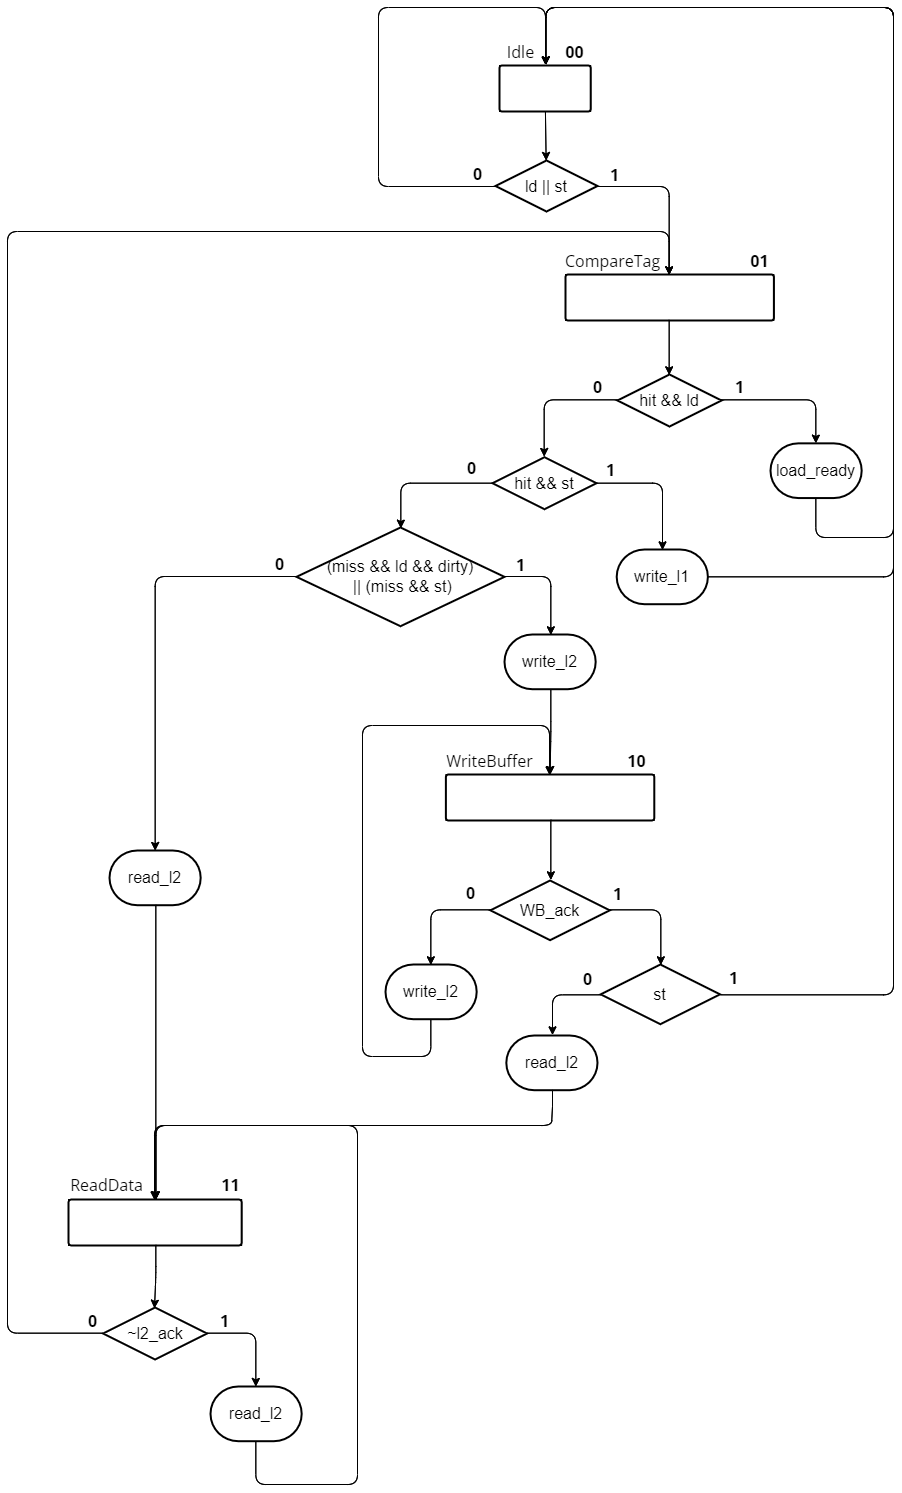 Idle 00
ld || st
0
1
CompareTag 01
hit && ld
0
1
load_ready
hit && st
0
1
write_l1
(miss && ld && dirty)
|| (miss && st)
0
1
write_l2
WriteBuffer 10
read_l2
WB_ack
0
1
write_l2
st
0
1
read_l2
ReadData 11
~l2_ack
0
1
read_l2